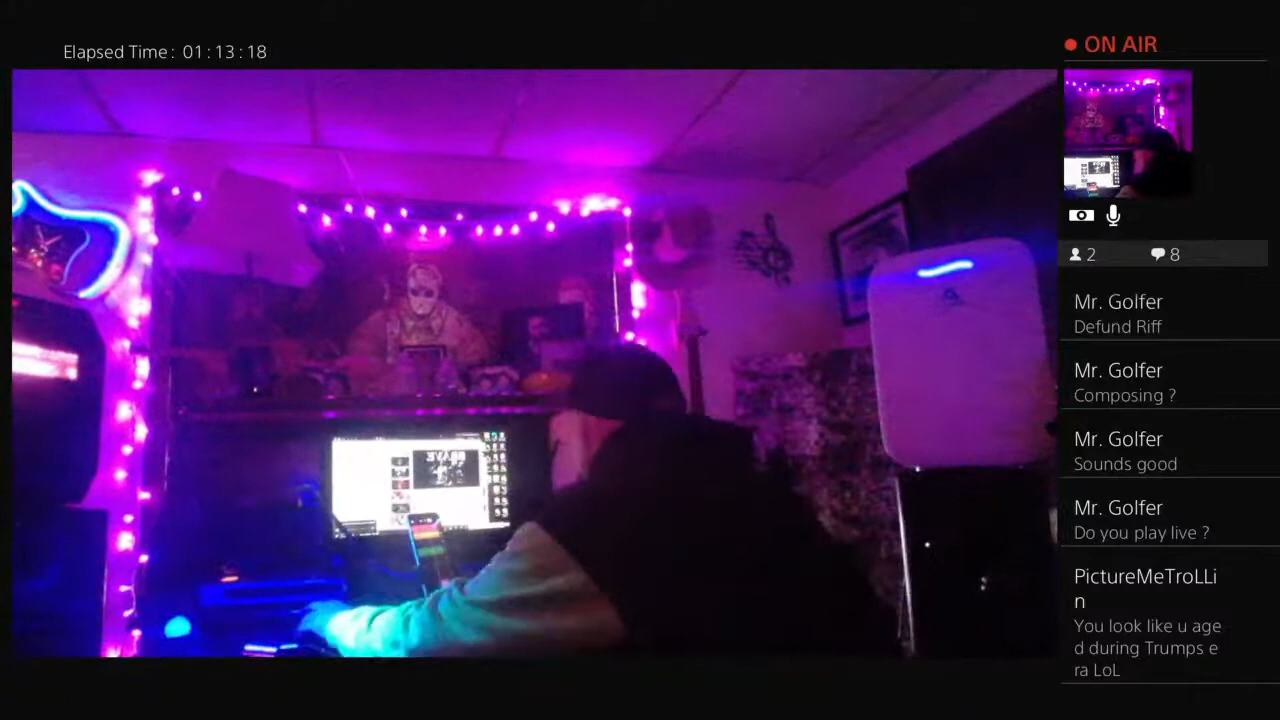 Elapsed Time: 01:13:18
ON AIR
2 8
Mr. Golfer
Defund Riff
Mr. Golfer
Composing ?
Mr. Golfer
Sounds good
Mr. Golfer
Do you play live ?
PictureMeTroLLi
n
You look like u age
d during Trumps e
ra LoL